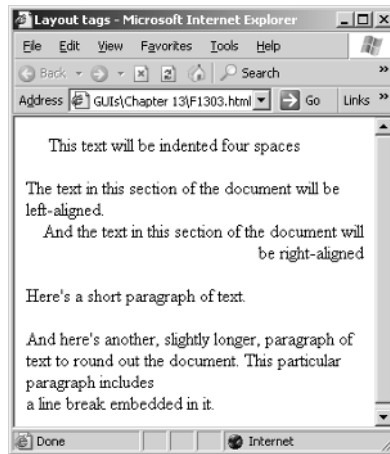 Layout tags - Microsoft Internet Explorer
File Edit View Favorites Tools Help
Back Search
Address GUIs\Chapter 13\F1303.html Go Links »
This text will be indented four spaces
The text in this section of the document will be
left-aligned.
And the text in this section of the document will
be right-aligned
Here's a short paragraph of text.
And here's another, slightly longer, paragraph of
text to round out the document. This particular
paragraph includes
a line break embedded in it.
Done Internet